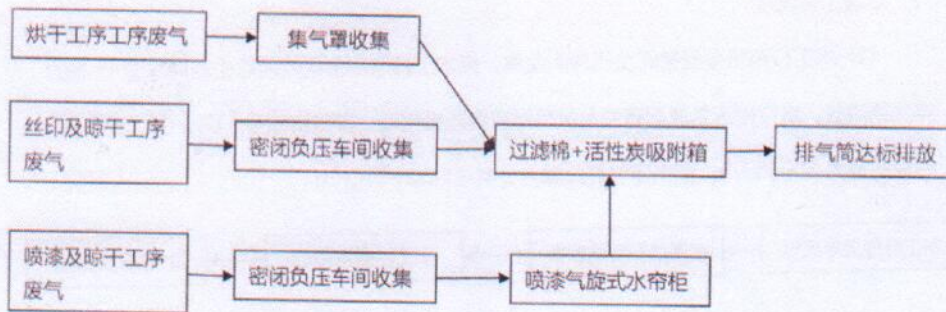 烘干工序工序废气
集气罩收集
丝印及晾干工序
废气
密闭负压车间收集
过滤棉+活性炭吸附箱
排气筒达标排放
喷漆及晾干工序
废气
密闭负压车间收集
喷漆气旋式水帘柜